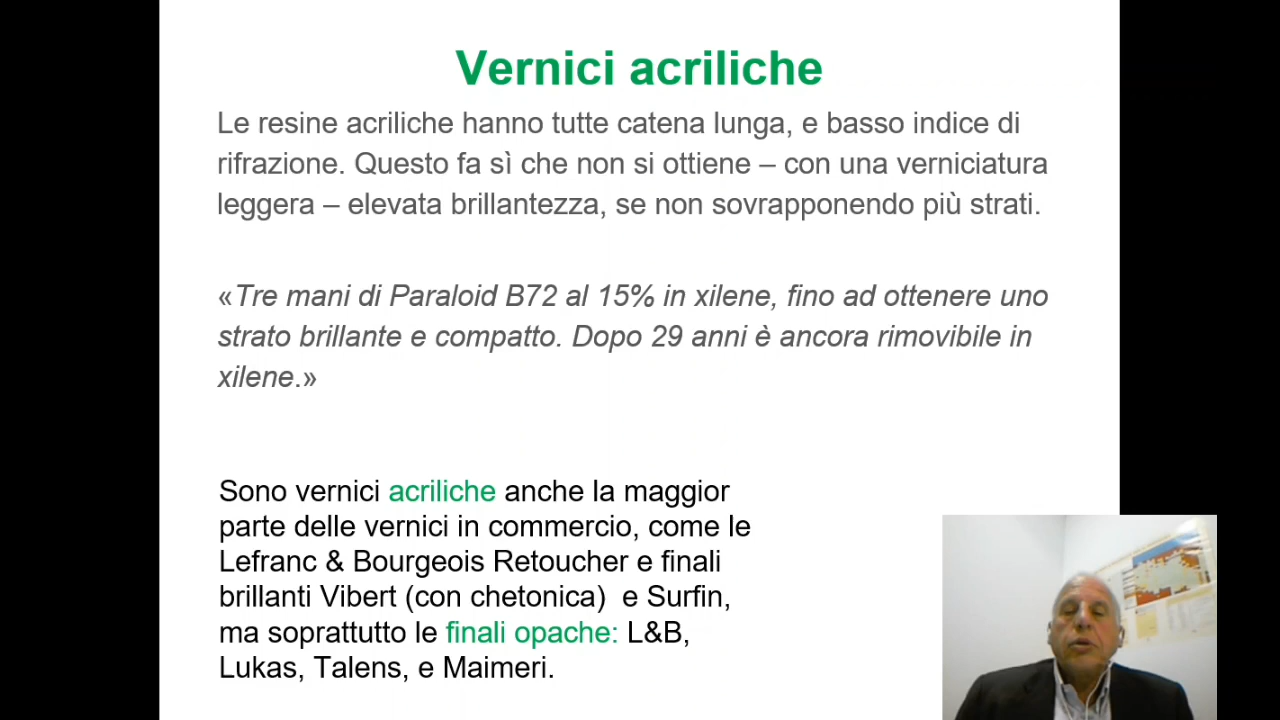 Vernici acriliche
Le resine acriliche hanno tutte catena lunga, e basso indice di
rifrazione. Questo fa sì che non si ottiene – con una verniciatura
leggera – elevata brillantezza, se non sovrapponendo più strati.
«Tre mani di Paraloid B72 al 15% in xilene, fino ad ottenere uno
strato brillante e compatto. Dopo 29 anni è ancora rimovibile in
xilene.»
Sono vernici acriliche anche la maggior
parte delle vernici in commercio, come le
Lefranc & Bourgeois Retoucher e finali
brillanti Vibert (con chetonica) e Surfin,
ma soprattutto le finali opache: L&B,
Lukas, Talens, e Maimeri.